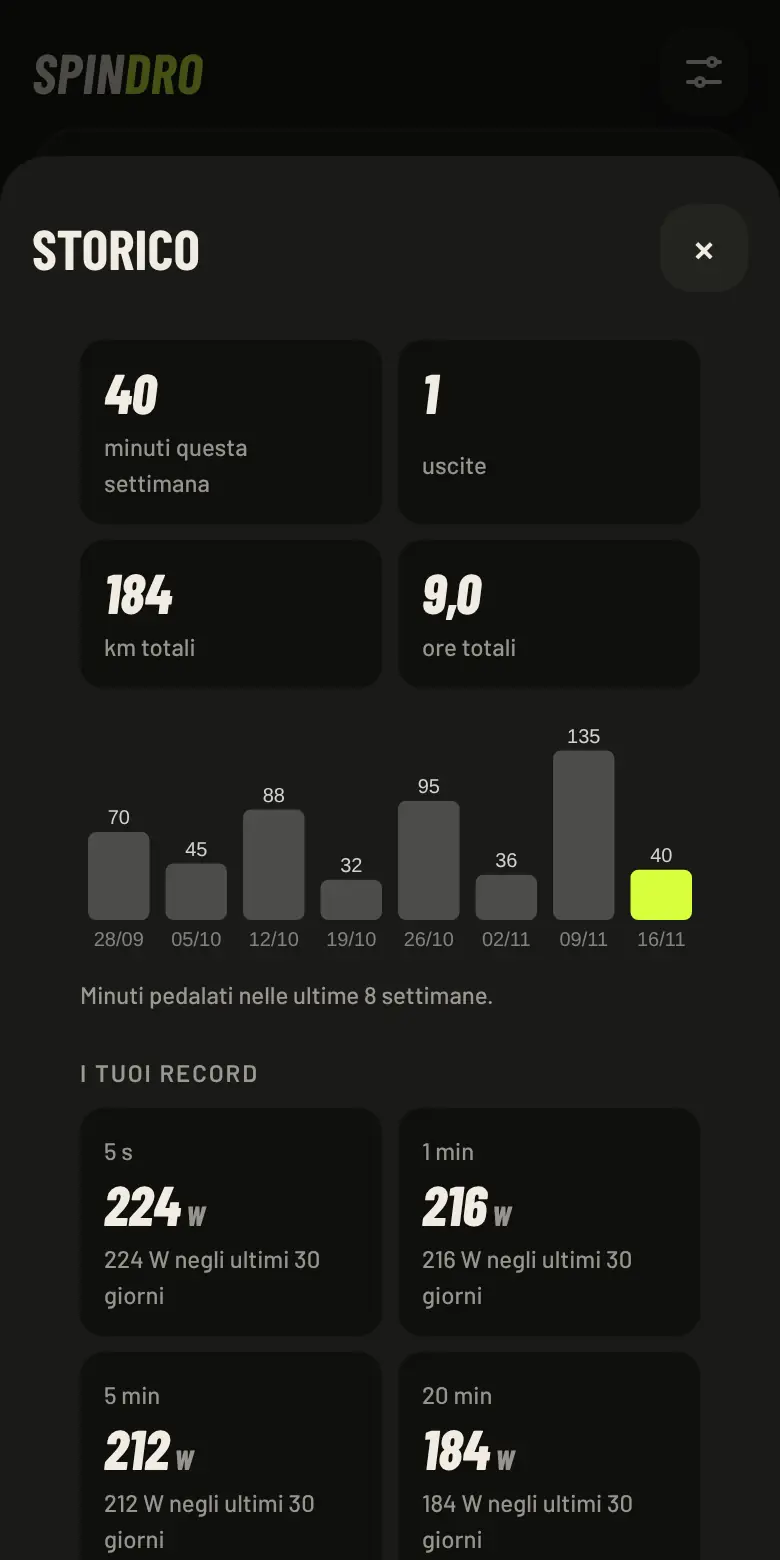 SPINDRO
STORICO
×
40
minuti questa
settimana
1
uscite
184
km totali
9,0
ore totali
70 45 88 32 95 36 135 40
28/09 05/10 12/10 19/10 26/10 02/11 09/11 16/11
Minuti pedalati nelle ultime 8 settimane.
I TUOI RECORD
5 s
224 W
224 W negli ultimi 30
giorni
1 min
216 W
216 W negli ultimi 30
giorni
5 min
212 W
212 W negli ultimi 30
giorni
20 min
184 W
184 W negli ultimi 30
giorni